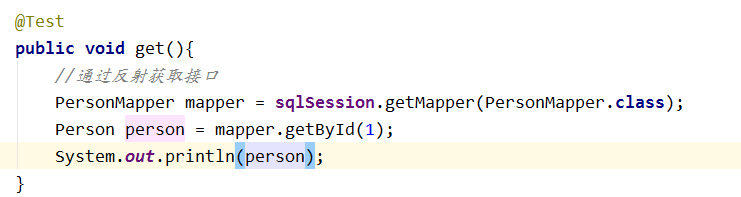 @Test
public void get(){
//通过反射获取接口
PersonMapper mapper = sqlSession.getMapper(PersonMapper.class);
Person person = mapper.getById(1);
System.out.println(person);
}